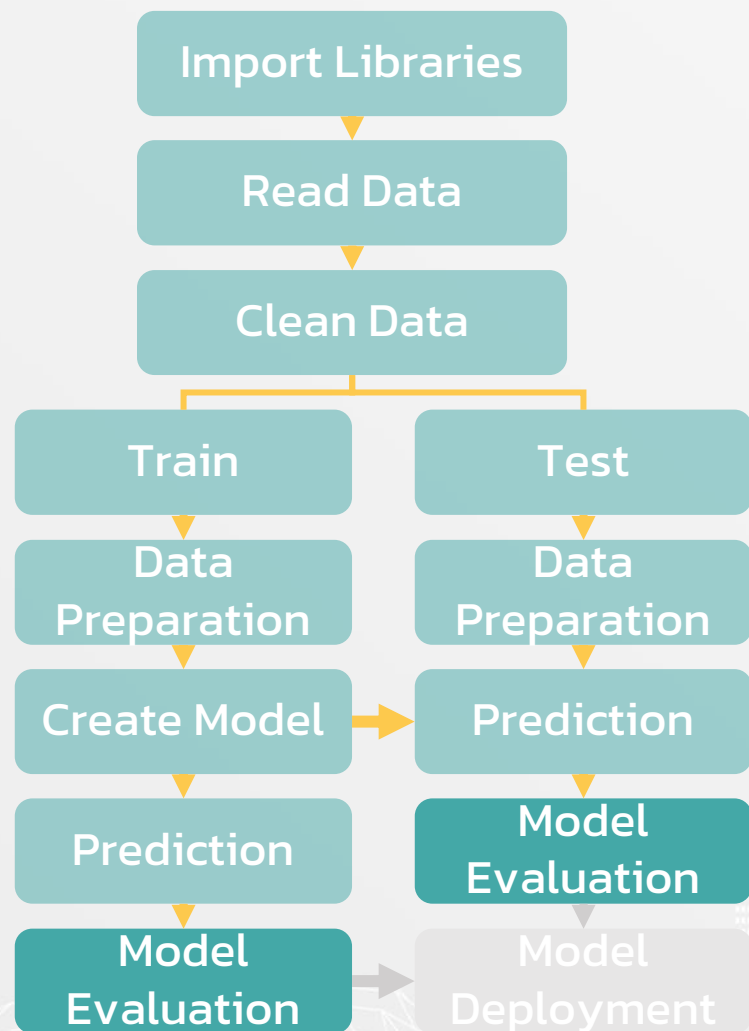 Import Libraries
Read Data
Clean Data
Train
Test
Data
Preparation
Data
Preparation
Create Model
Prediction
Prediction
Model
Evaluation
Model
Evaluation
Model
Deployment